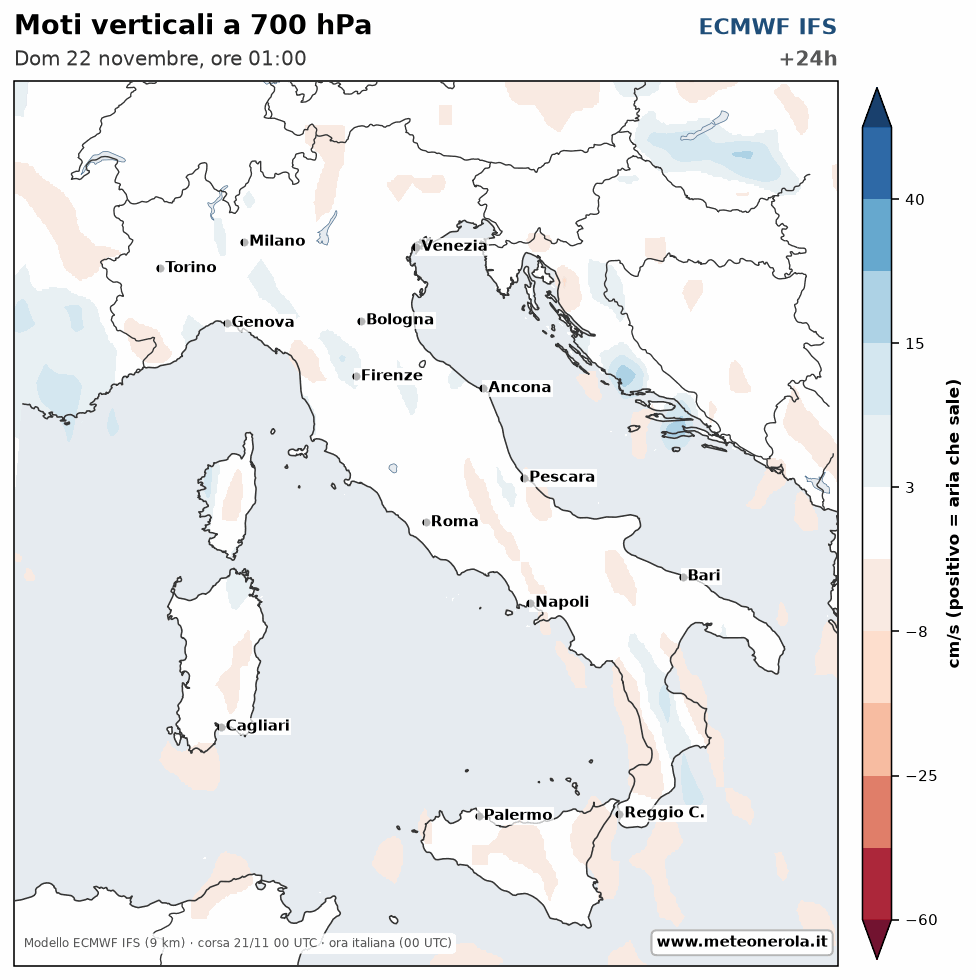 Moti verticali a 700 hPa
ECMWF IFS
Dom 22 novembre, ore 01:00
+24h
Milano
Venezia
Torino
Genova
Bologna
Firenze
Ancona
Pescara
Roma
Bari
Napoli
Cagliari
Palermo
Reggio C.
40
15
3
−8
−25
−60
cm/s (positivo = aria che sale)
Modello ECMWF IFS (9 km) · corsa 21/11 00 UTC · ora italiana (00 UTC)
www.meteonerola.it